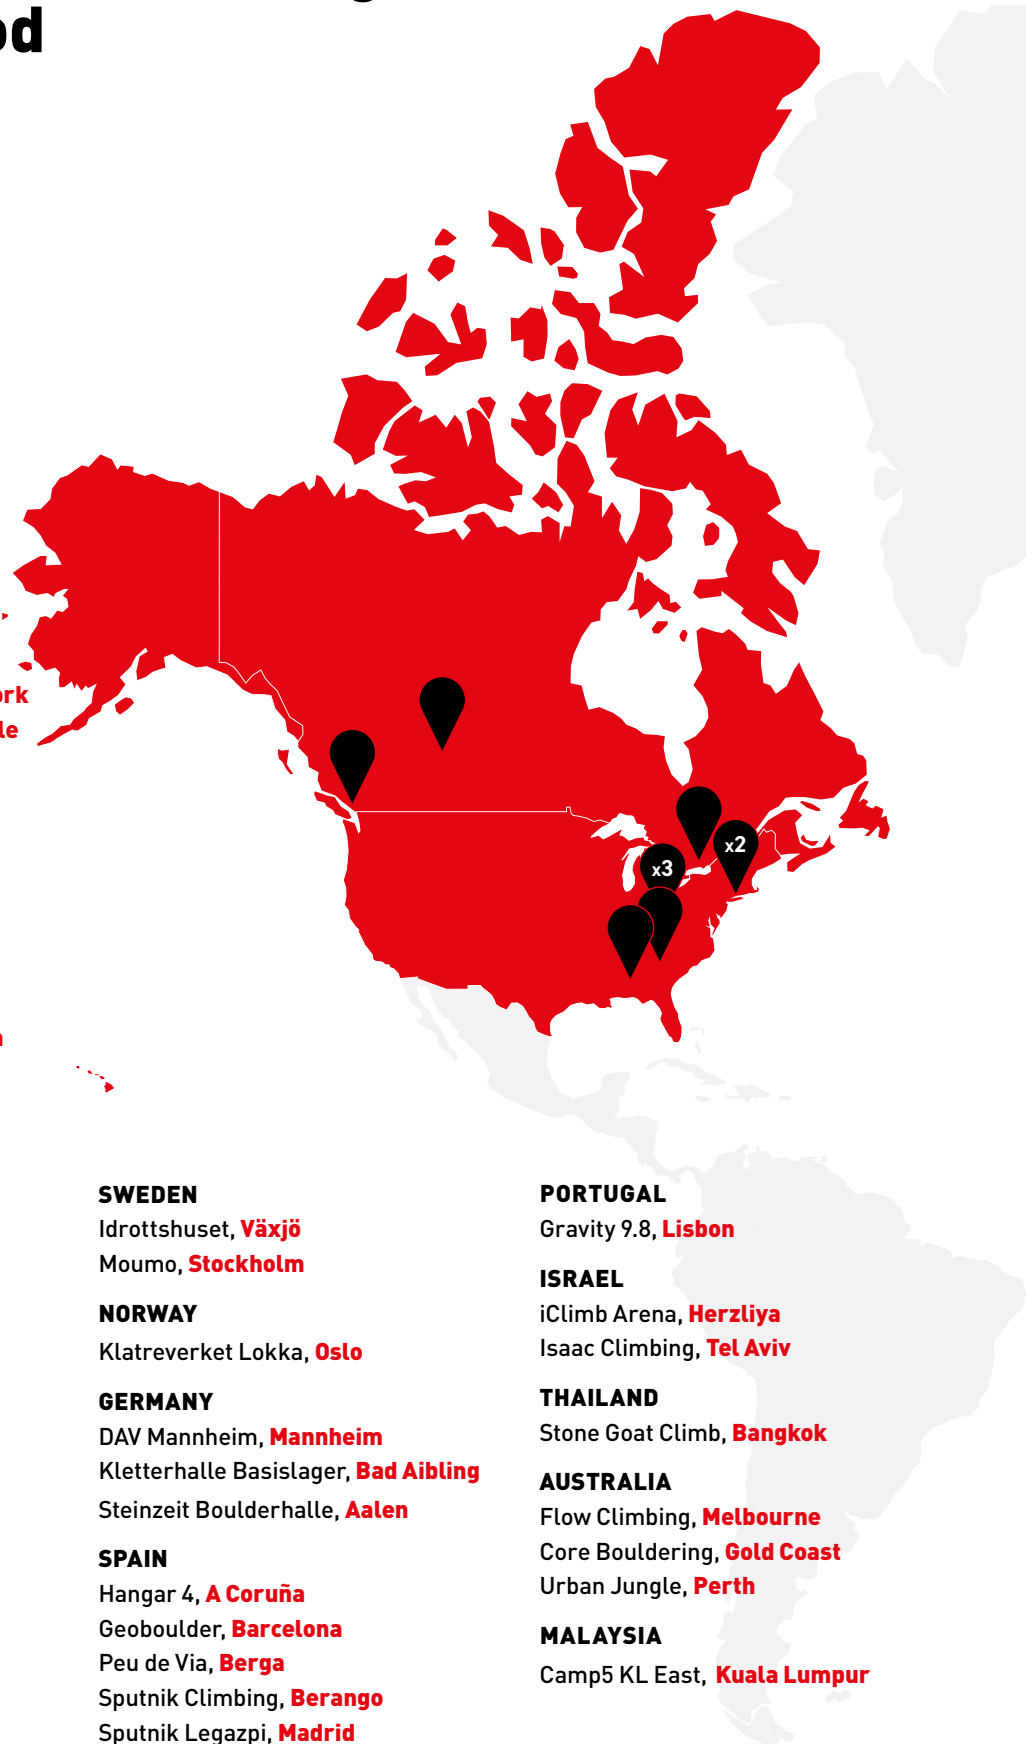 x2
x3
SWEDEN
Idrottshuset, Växjö
Moumo, Stockholm
NORWAY
Klatreverket Lokka, Oslo
GERMANY
DAV Mannheim, Mannheim
Kletterhalle Basislager, Bad Aibling
Steinzeit Boulderhalle, Aalen
SPAIN
Hangar 4, A Coruña
Geoboulder, Barcelona
Peu de Via, Berga
Sputnik Climbing, Berango
Sputnik Legazpi, Madrid
PORTUGAL
Gravity 9.8, Lisbon
ISRAEL
iClimb Arena, Herzliya
Isaac Climbing, Tel Aviv
THAILAND
Stone Goat Climb, Bangkok
AUSTRALIA
Flow Climbing, Melbourne
Core Bouldering, Gold Coast
Urban Jungle, Perth
MALAYSIA
Camp5 KL East, Kuala Lumpur